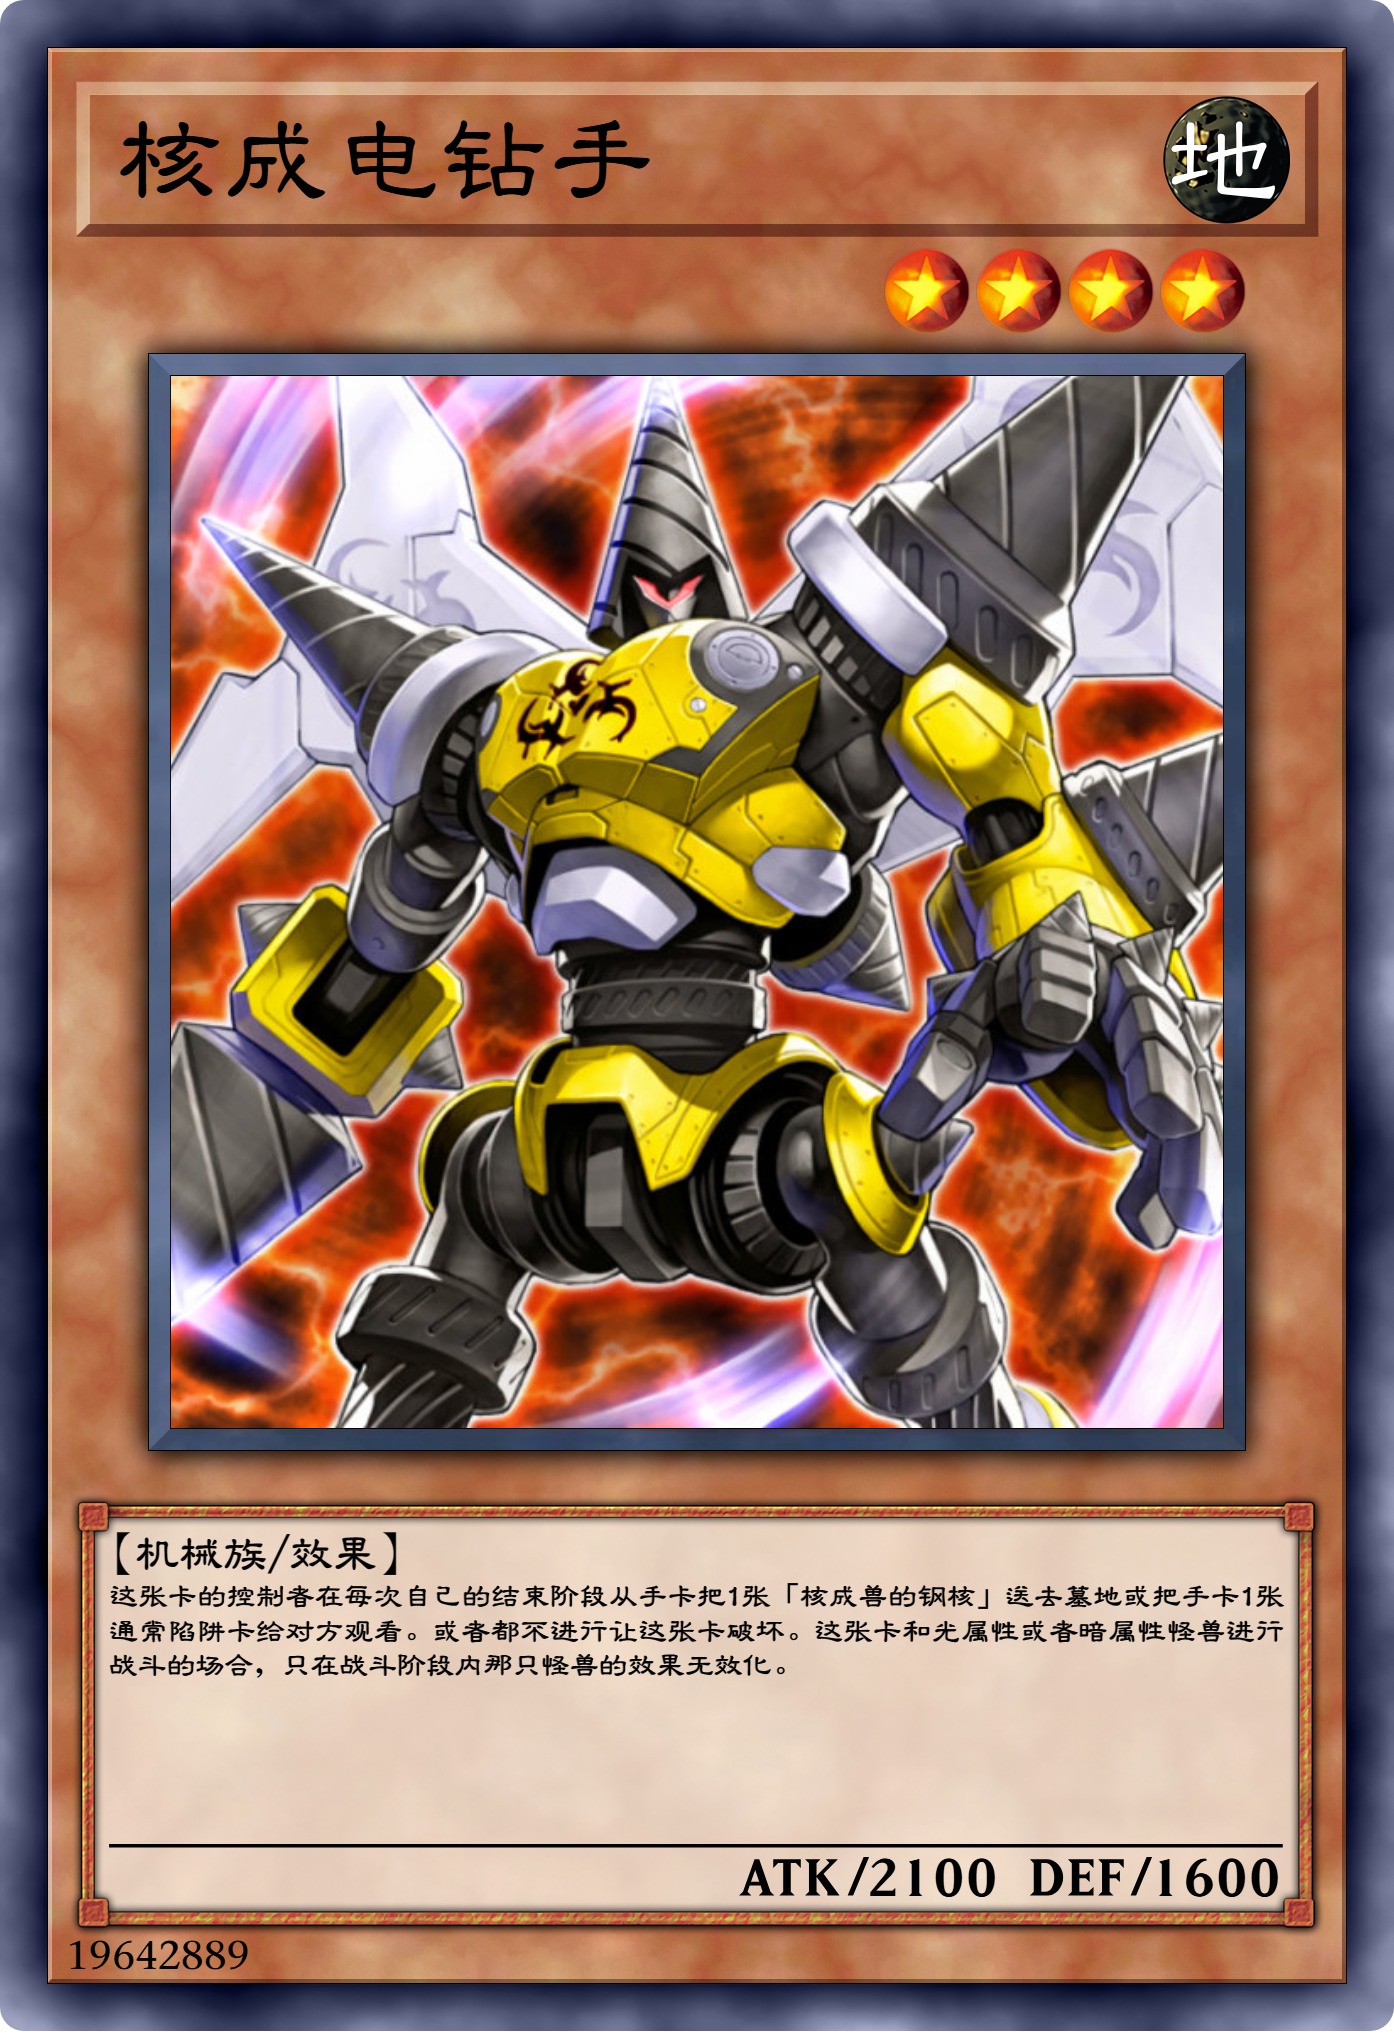 核成电钻手
地
【机械族/效果】
这张卡的控制者在每次自己的结束阶段从手卡把1张「核成兽的钢核」送去墓地或把手卡1张
通常陷阱卡给对方观看。或者都不进行让这张卡破坏。这张卡和光属性或者暗属性怪兽进行
战斗的场合，只在战斗阶段内那只怪兽的效果无效化。
ATK/2100 DEF/1600
19642889